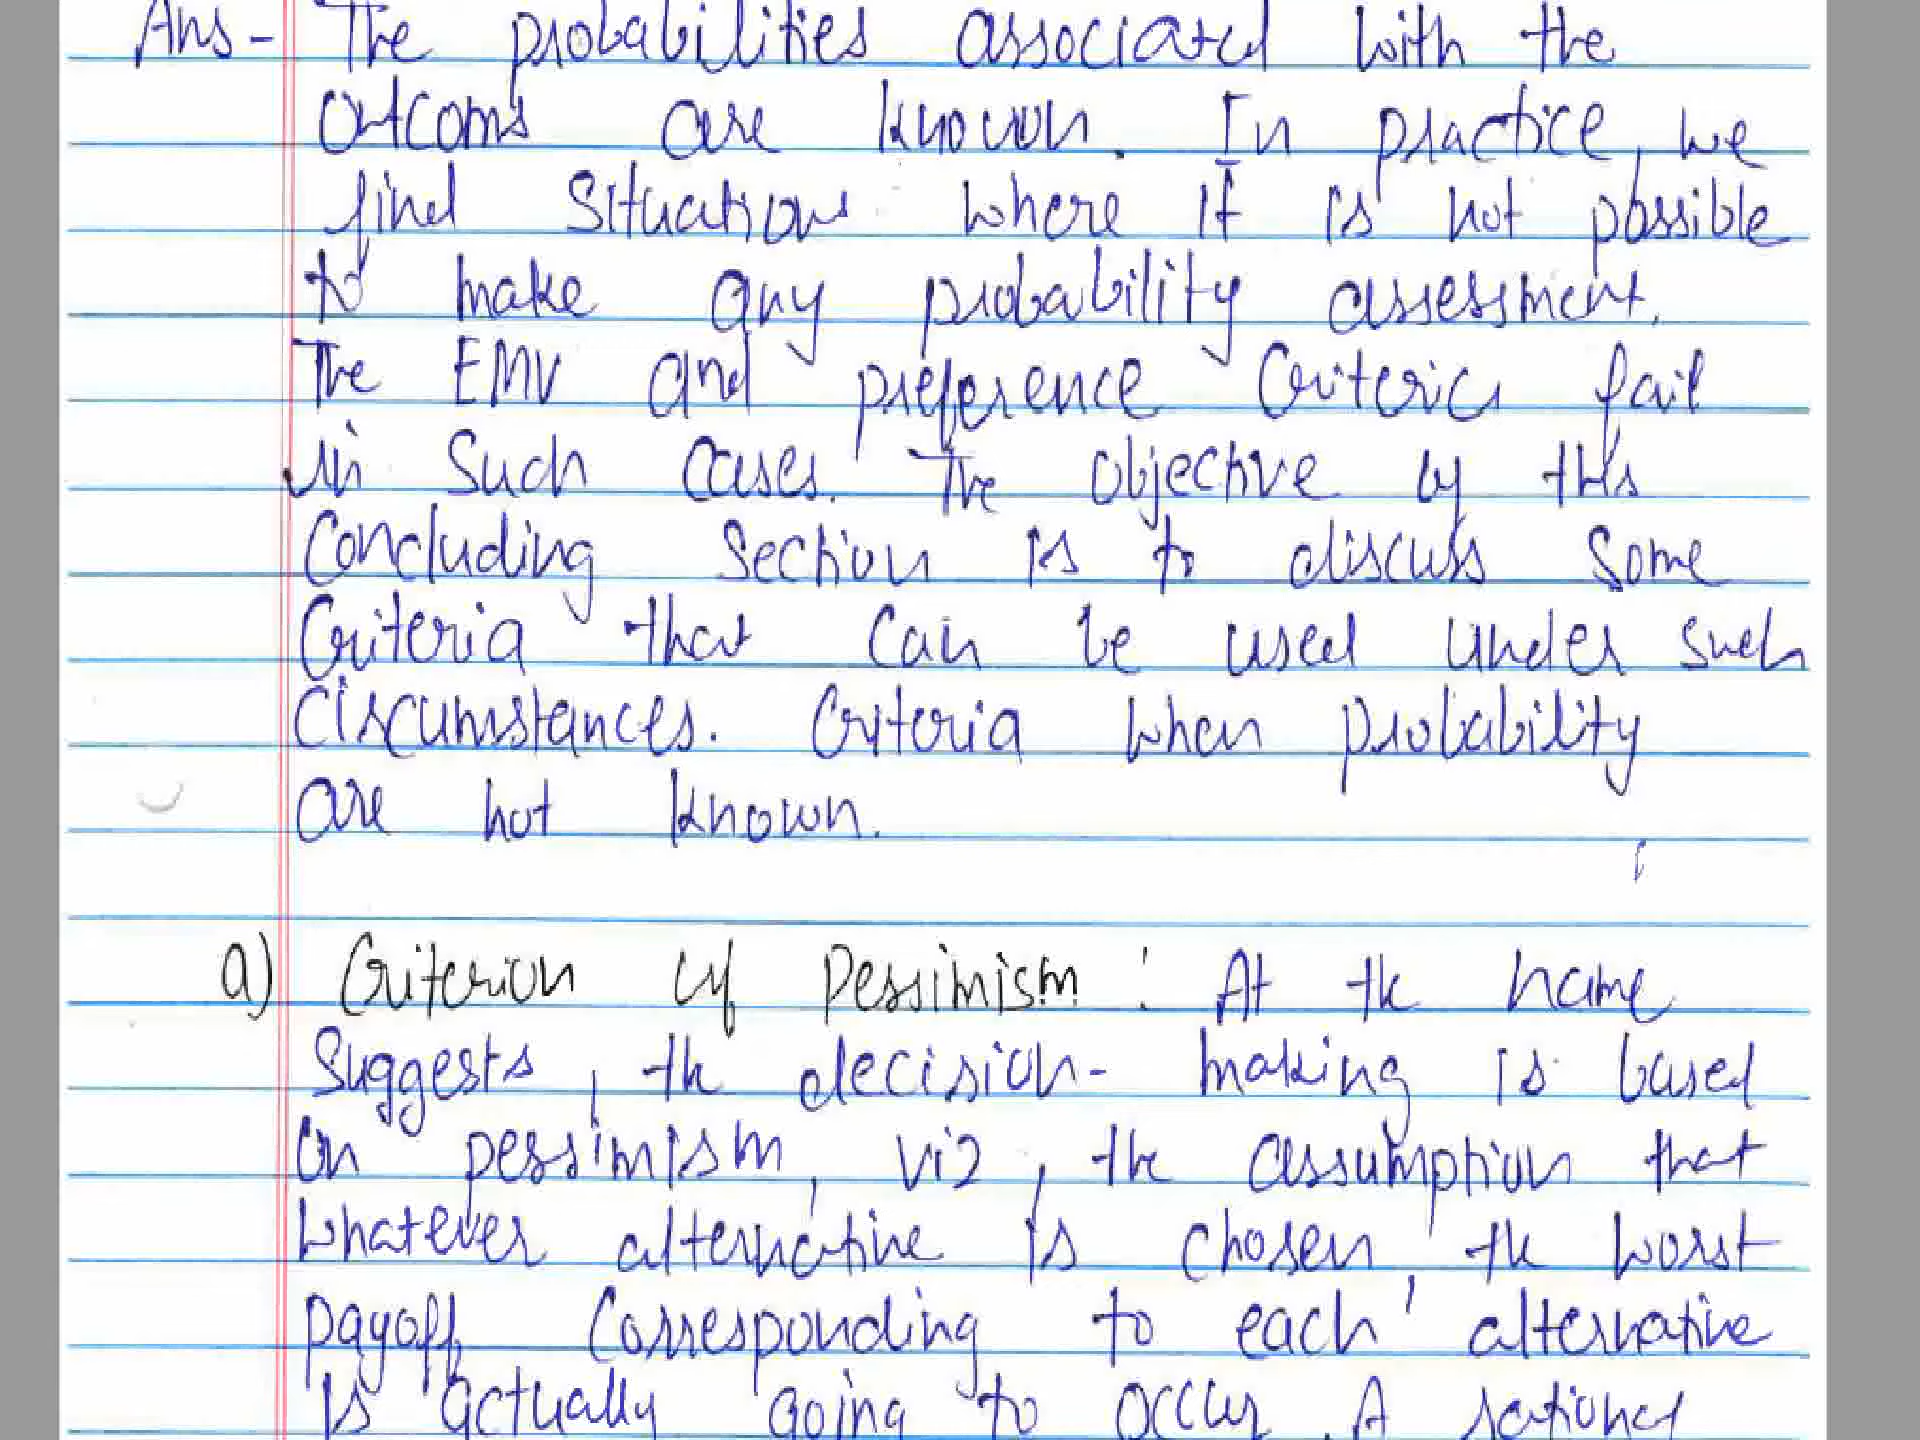 Ans- The probabilities associated with the
outcoms are known. In practice, we
find situations where it is not possible
to make any probability assessment.
The EMV and preference criteria fail
in such cases. The objective of this
concluding section is to discuss some
criteria that can be used under such
circumstances. Criteria when probability
are not known.
a) Criterion of Pessimism : At the name
suggests, the decision- making is based
on pessimism, viz, the assumption that
whatever alternative is chosen, the worst
payoff corresponding to each alternative
is actually going to occur. A rational